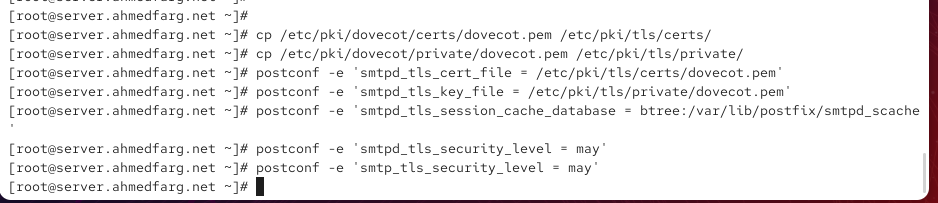 [root@server.ahmedfarg.net ~]#
[root@server.ahmedfarg.net ~]# cp /etc/pki/dovecot/certs/dovecot.pem /etc/pki/tls/certs/
[root@server.ahmedfarg.net ~]# cp /etc/pki/dovecot/private/dovecot.pem /etc/pki/tls/private/
[root@server.ahmedfarg.net ~]# postconf -e 'smtpd_tls_cert_file = /etc/pki/tls/certs/dovecot.pem'
[root@server.ahmedfarg.net ~]# postconf -e 'smtpd_tls_key_file = /etc/pki/tls/private/dovecot.pem'
[root@server.ahmedfarg.net ~]# postconf -e 'smtpd_tls_session_cache_database = btree:/var/lib/postfix/smtpd_scache
'
[root@server.ahmedfarg.net ~]# postconf -e 'smtpd_tls_security_level = may'
[root@server.ahmedfarg.net ~]# postconf -e 'smtp_tls_security_level = may'
[root@server.ahmedfarg.net ~]#